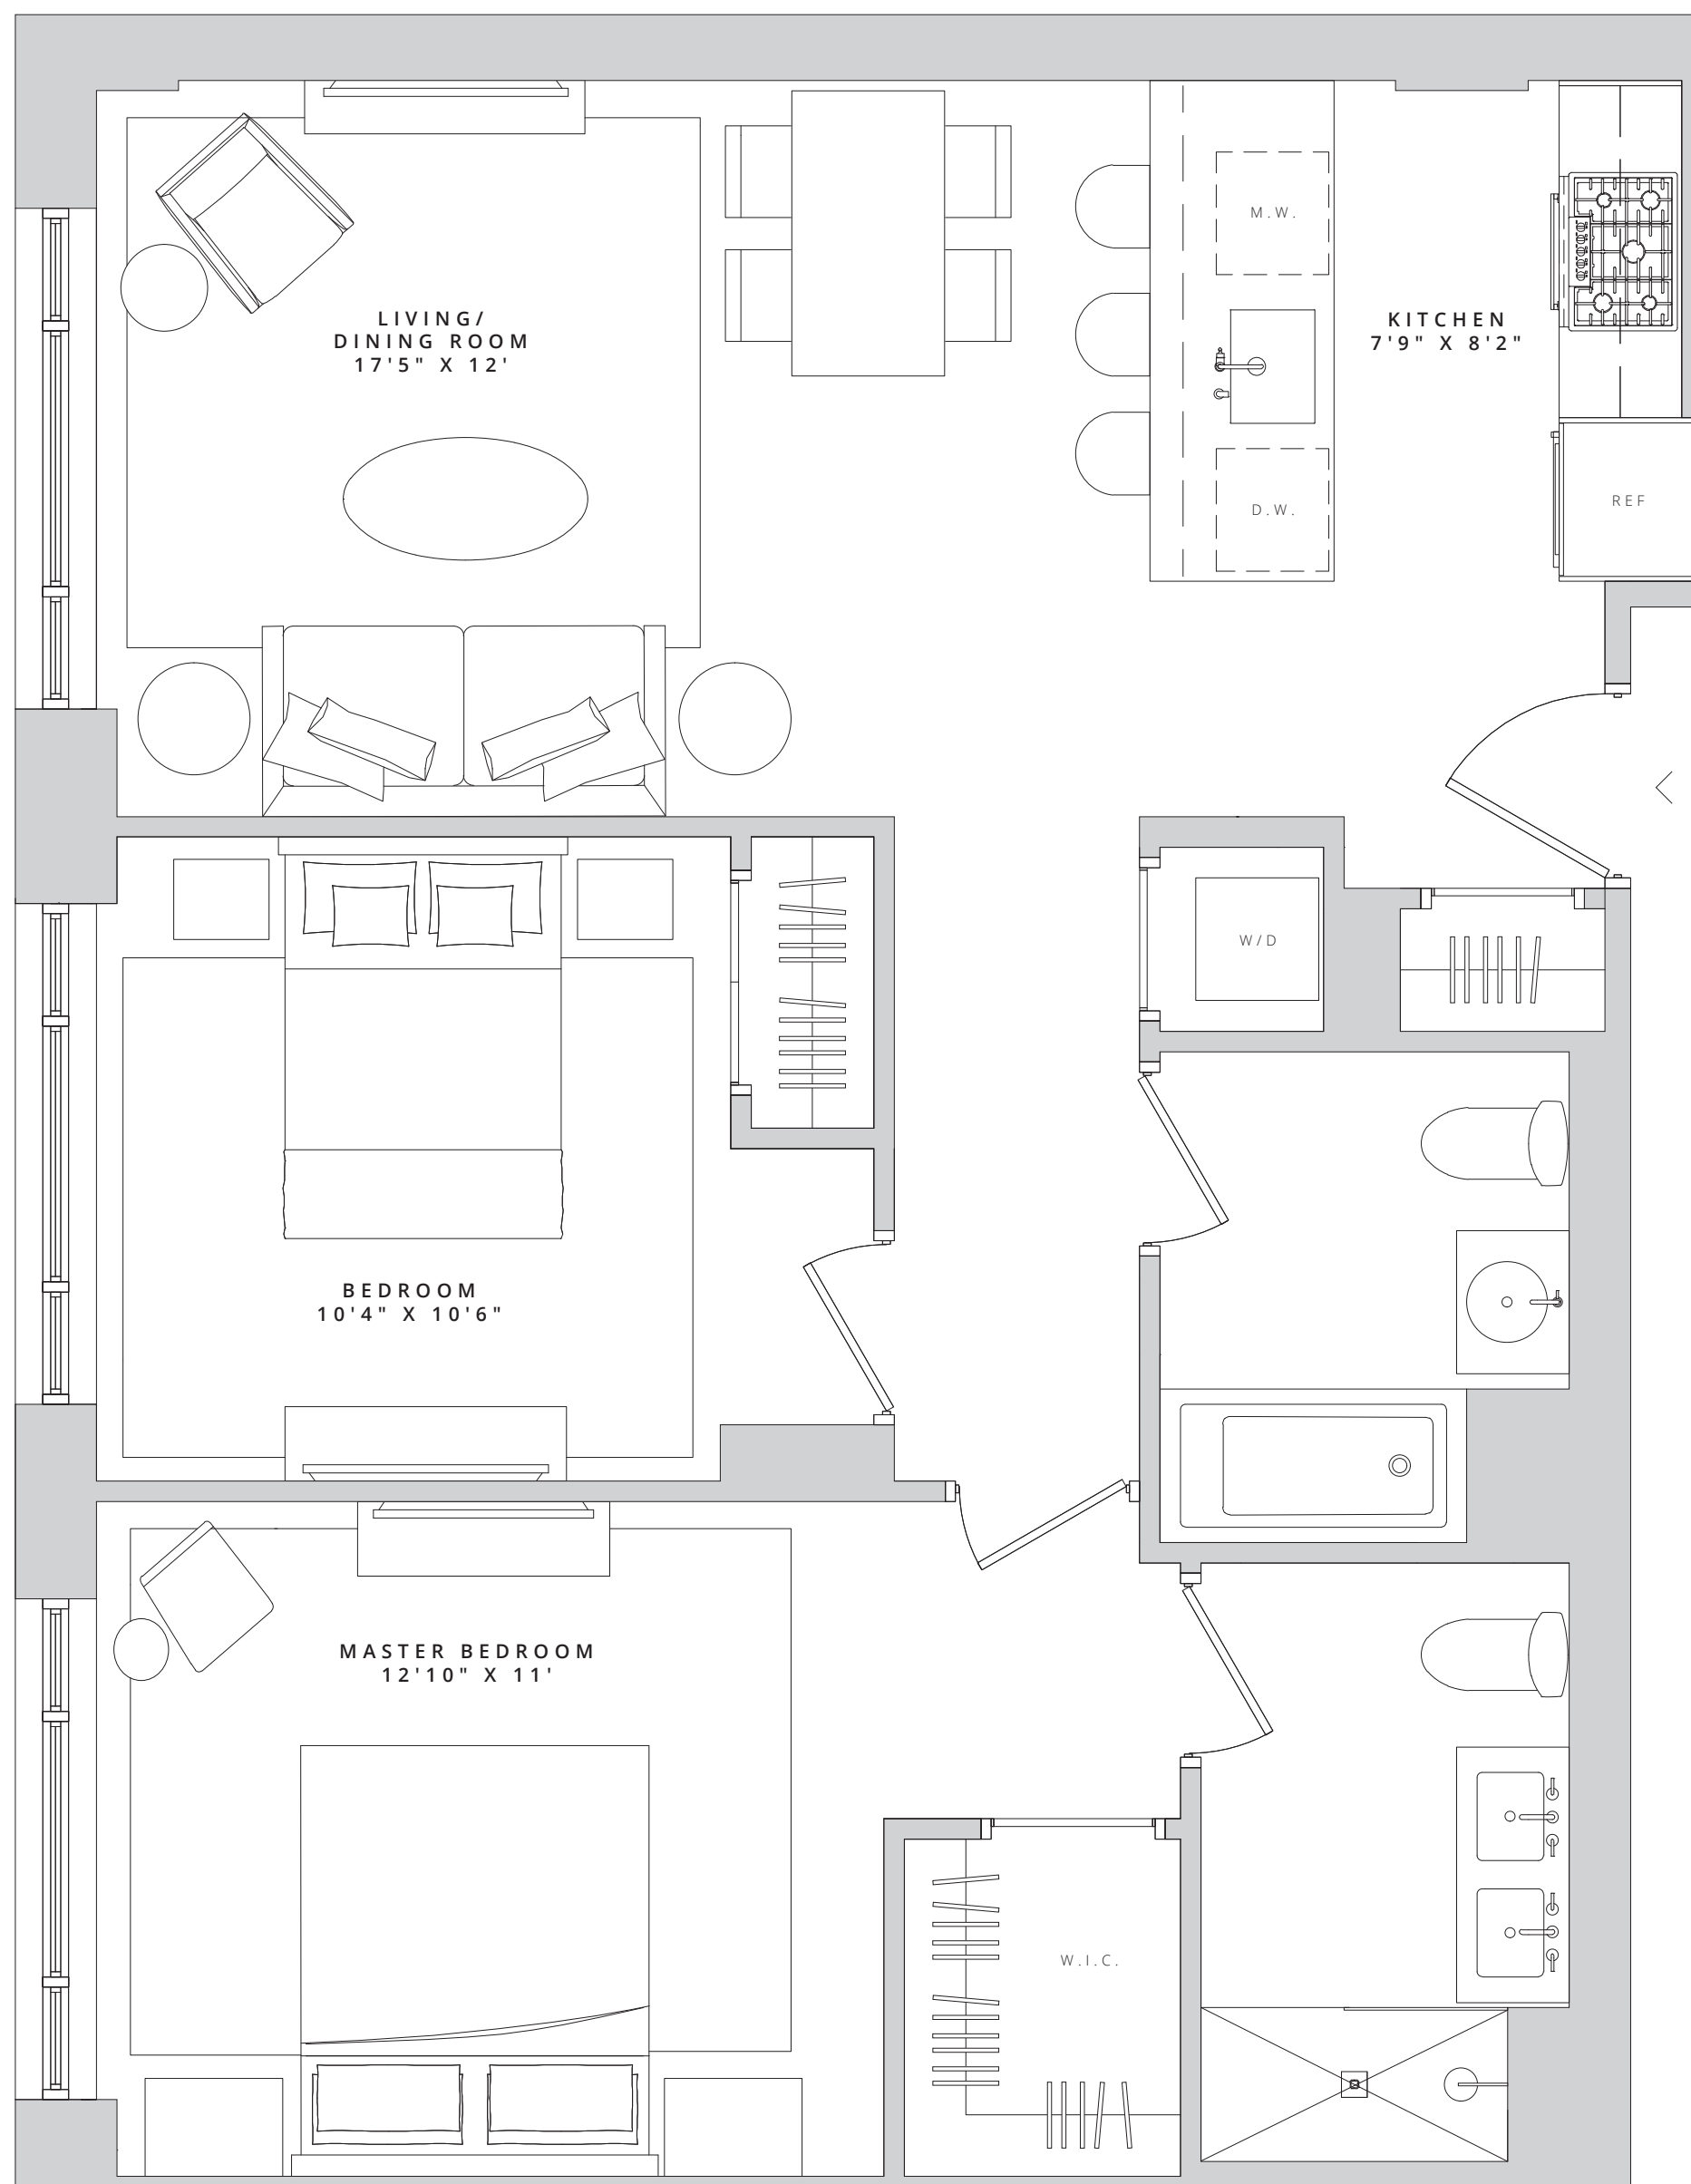 M.W.
LIVING/
DINING ROOM
17'5" X 12'
KITCHEN
7'9" X 8'2"
REF
D.W.
W/D
BEDROOM
10'4" X 10'6"
MASTER BEDROOM
12'10" X 11'
W.I.C.